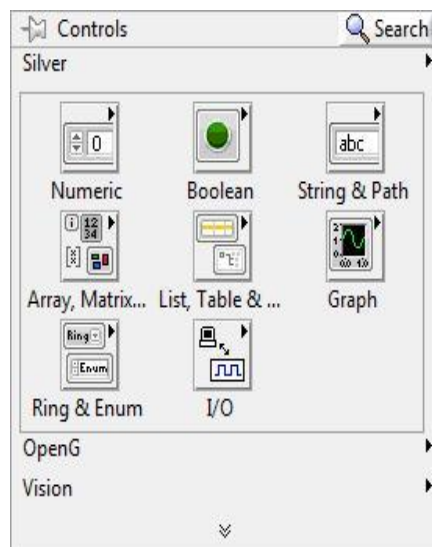 Controls Search
Silver
0 abc
Numeric Boolean String & Path
12
34
Array, Matrix... List, Table & ... Graph
Ring
Enum
Ring & Enum I/O
OpenG
Vision